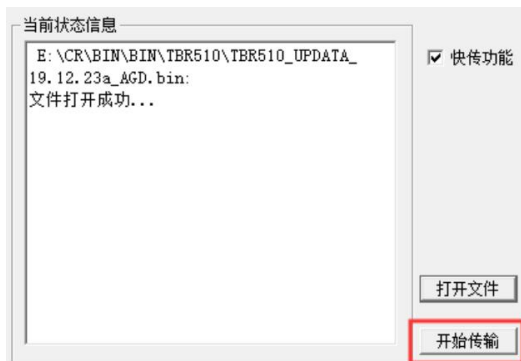 当前状态信息
E:\CR\BIN\BIN\TBR510\TBR510_UPDATA_
19.12.23a_AGD.bin:
文件打开成功...
快传功能
打开文件
开始传输